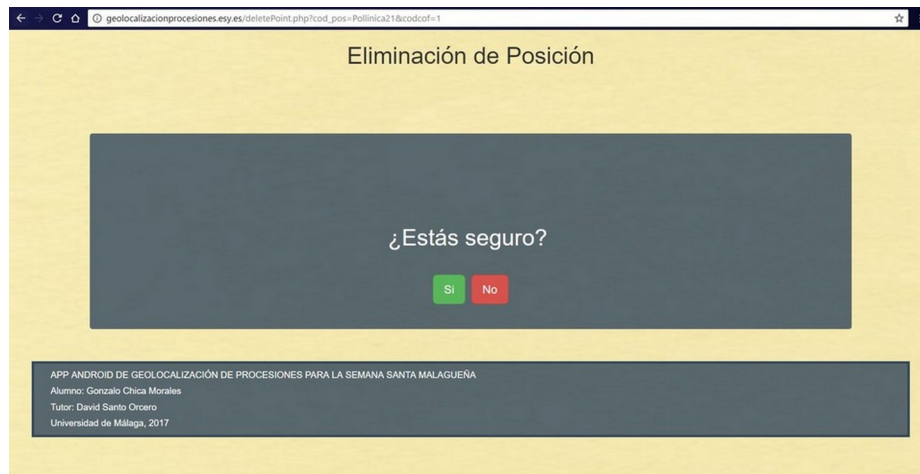 geolocalizacionprocesiones.esy.es/deletePoint.php?cod_pos=Pollinica21&codcof=1
Eliminación de Posición
¿Estás seguro?
Si No
APP ANDROID DE GEOLOCALIZACIÓN DE PROCESIONES PARA LA SEMANA SANTA MALAGUEÑA
Alumno: Gonzalo Chica Morales
Tutor: David Santo Orcero
Universidad de Málaga, 2017